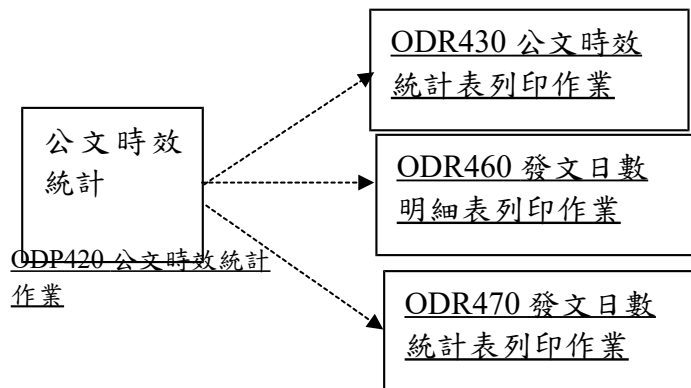 ODR430 公文時效
統計表列印作業
公文時效
統計
ODR460 發文日數
明細表列印作業
ODP420 公文時效統計
作業
ODR470 發文日數
統計表列印作業